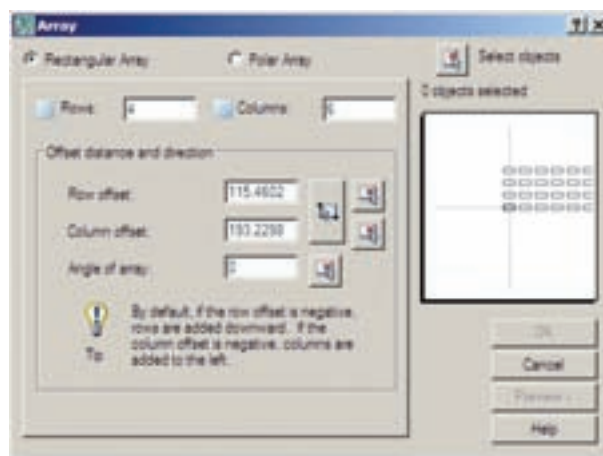 Array
Rectangular Array
Polar Array
Select objects
0 objects selected
Rows:
4
Columns:
6
Offset distance and direction
Row offset:
115.4602
Column offset:
193.2298
Angle of array:
0
Tip
By default, if the row offset is negative,
rows are added downward. If the
column offset is negative, columns are
added to the left.
OK
Cancel
Preview <
Help